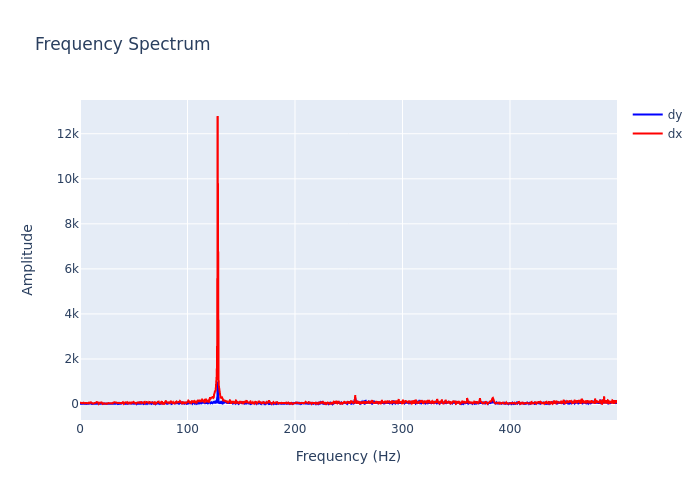 Frequency Spectrum
dy
dx
12k
10k
8k
6k
4k
2k
0
Amplitude
0 100 200 300 400
Frequency (Hz)